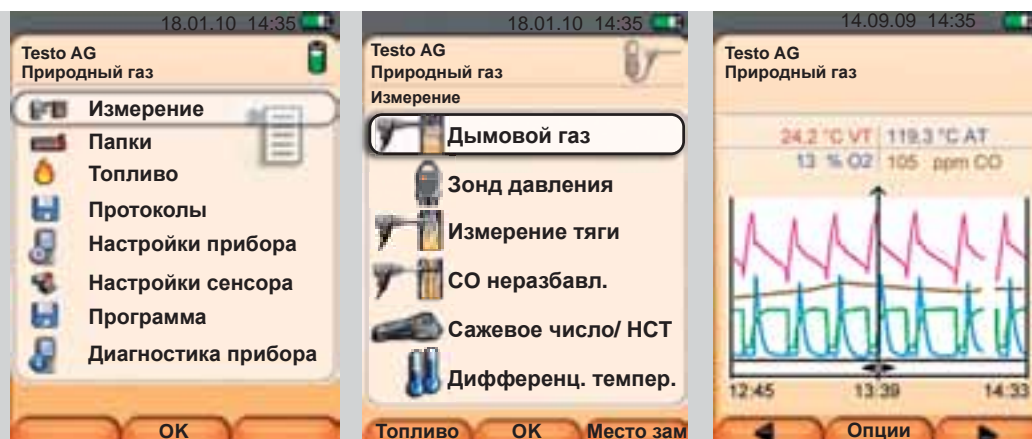 18.01.10 14:35
Testo AG
Природный газ
Измерение
Папки
Топливо
Протоколы
Настройки прибора
Настройки сенсора
Программа
Диагностика прибора
OK
18.01.10 14:35
Testo AG
Природный газ
Измерение
Дымовой газ
Зонд давления
Измерение тяги
CO неразбавл.
Сажевое число/ HCT
Дифференц. темпер.
Топливо OK Место зам
14.09.09 14:35
Testo AG
Природный газ
24,2 °C VT 119,3 °C AT
13 % O2 105 ppm CO
12:45 13:39 14:33
Опции